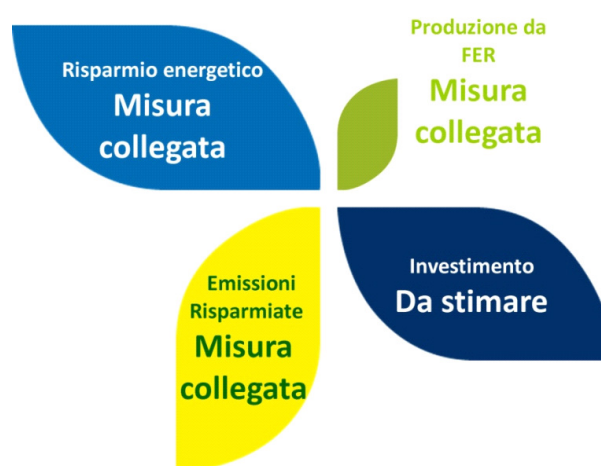 Risparmio energetico
Misura
collegata
Produzione da
FER
Misura
collegata
Emissioni
Risparmiate
Misura
collegata
Investimento
Da stimare